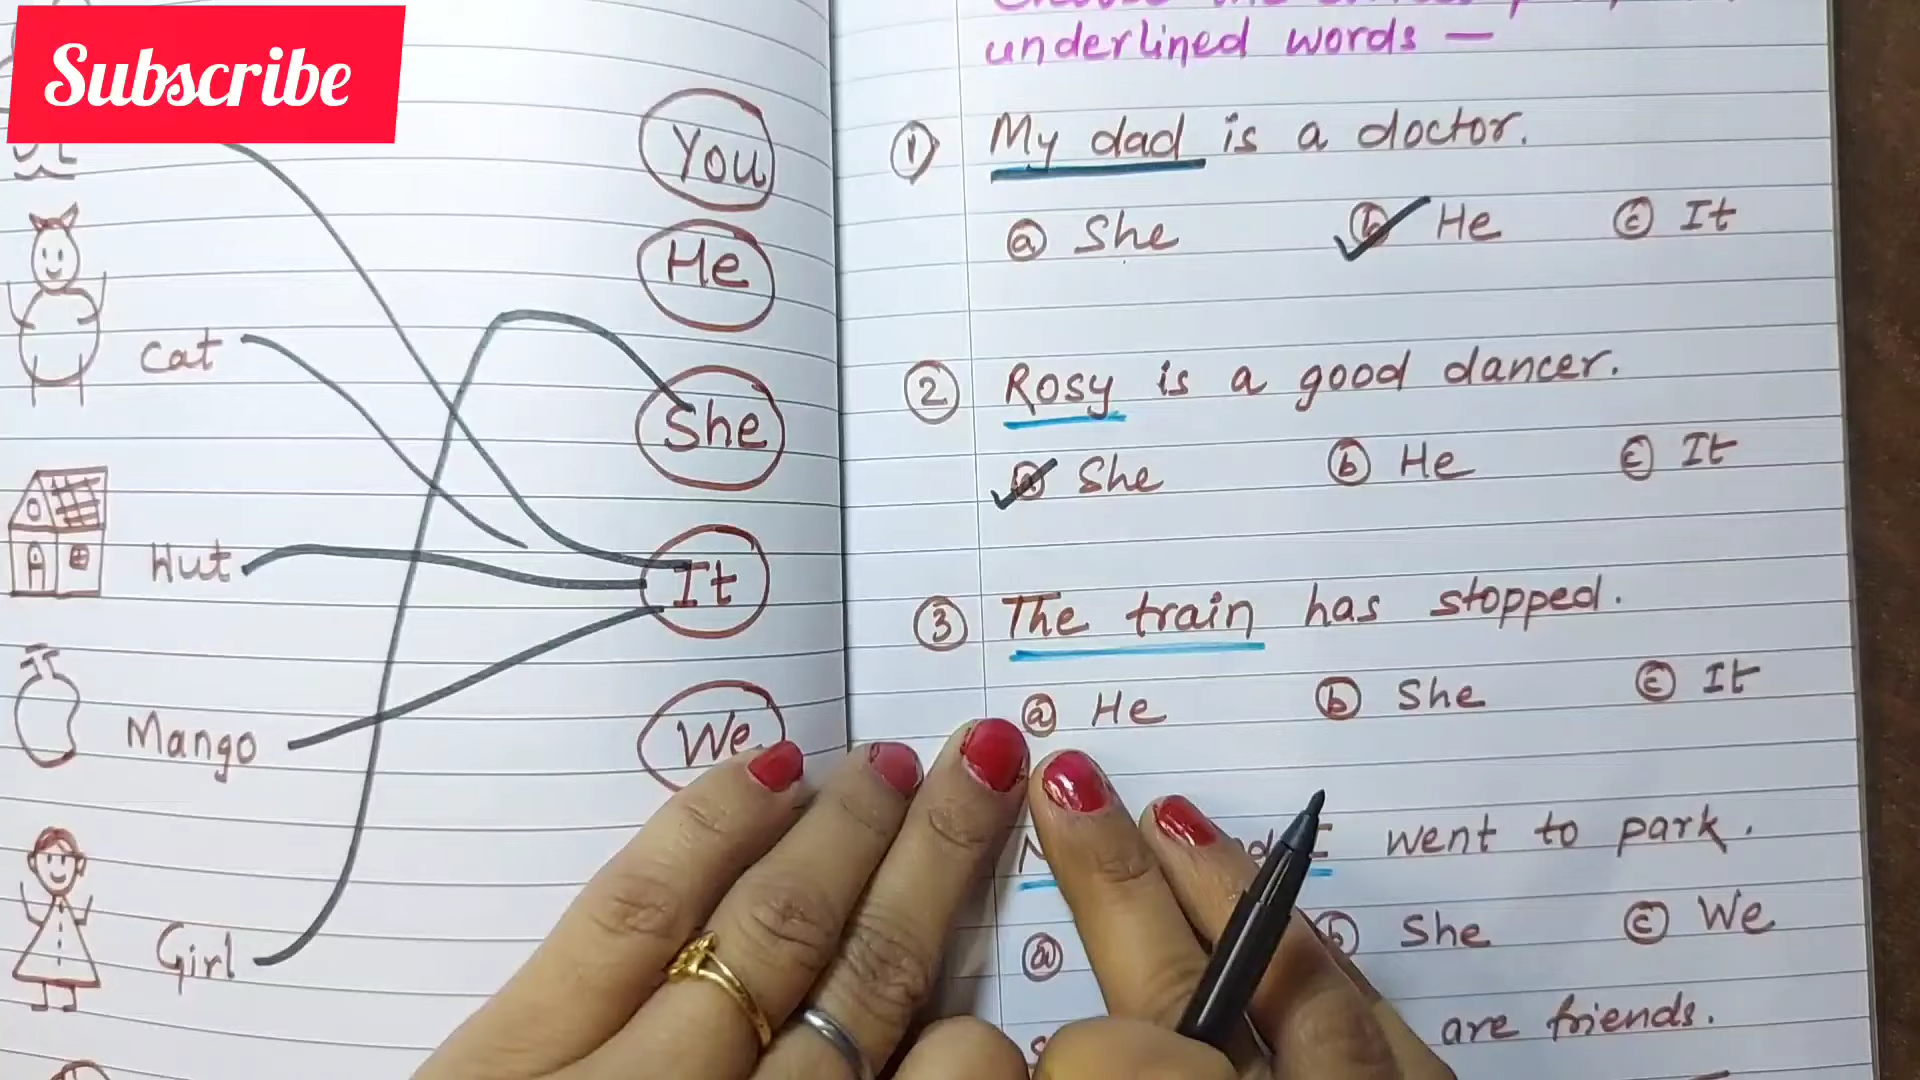 Subscribe
You
He
Cat
She
Hut
It
Mango
We
Girl
underlined words —
① My dad is a doctor.
ⓐ She ⓑ He ⓒ It
② Rosy is a good dancer.
ⓐ She ⓑ He ⓒ It
③ The train has stopped.
ⓐ He ⓑ She ⓒ It
I went to park.
ⓐ ⓑ She ⓒ We
are friends.